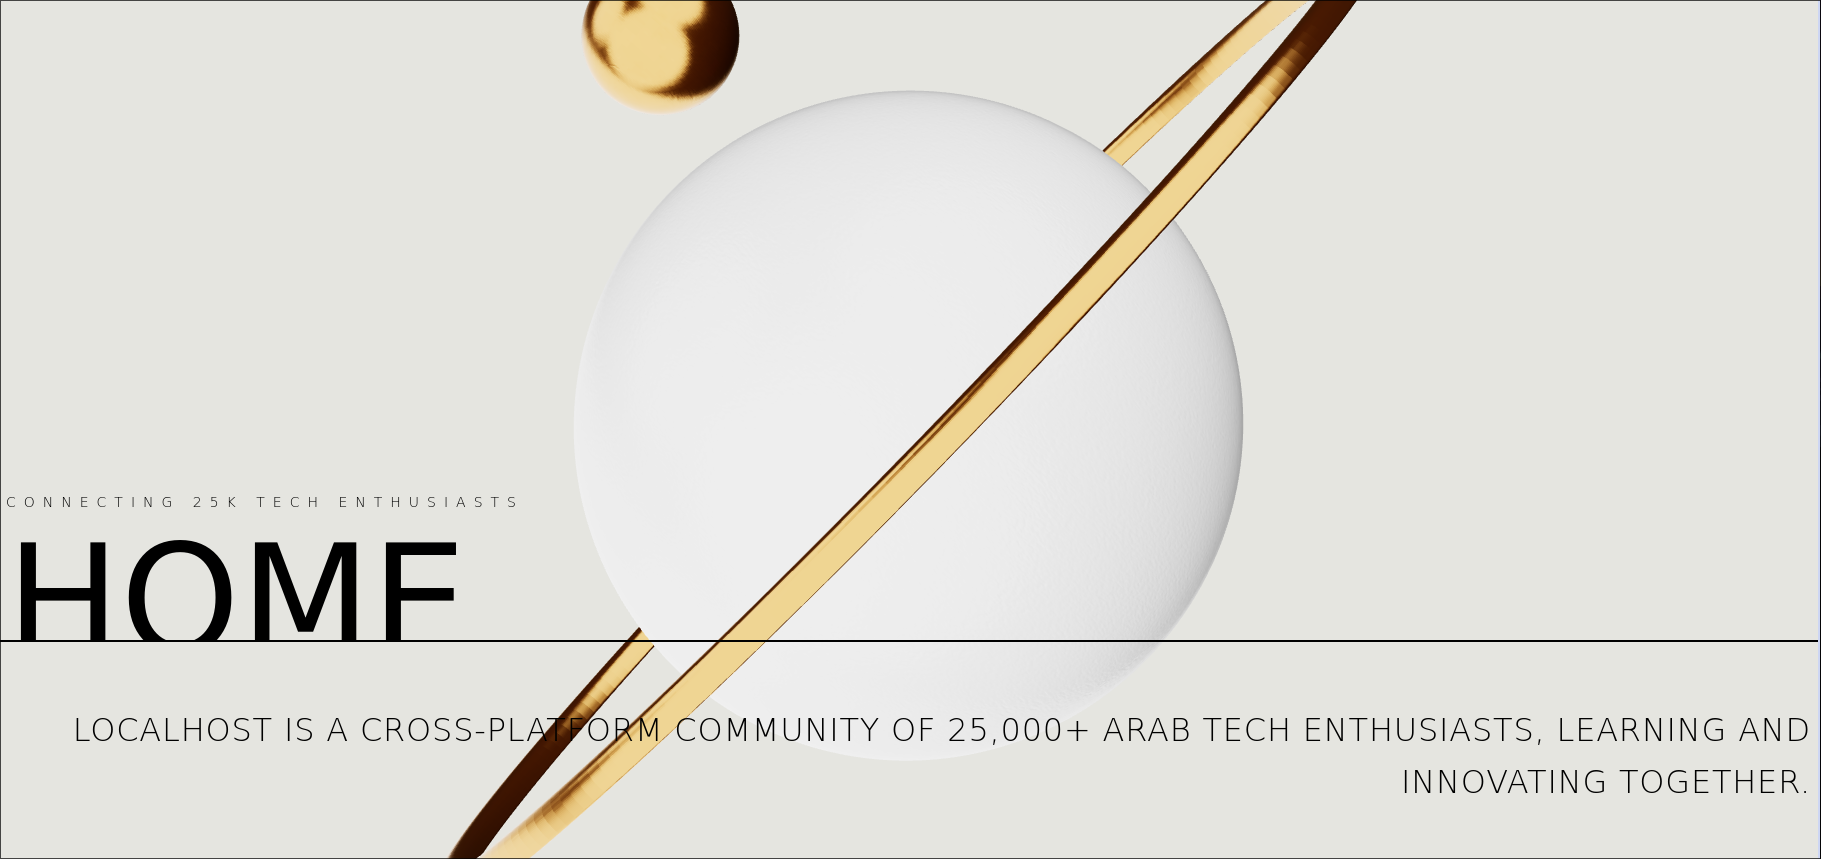 CONNECTING 25K TECH ENTHUSIASTS
HOME
LOCALHOST IS A CROSS-PLATFORM COMMUNITY OF 25,000+ ARAB TECH ENTHUSIASTS, LEARNING AND
INNOVATING TOGETHER.